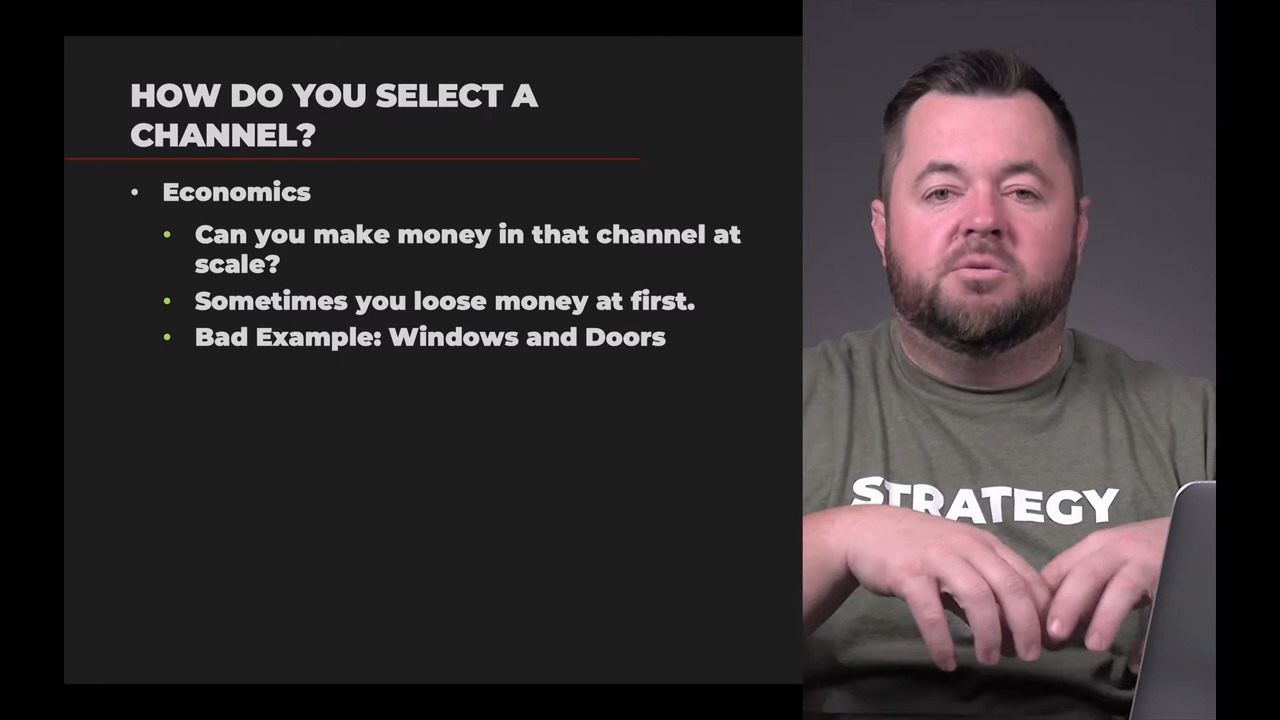 HOW DO YOU SELECT A
CHANNEL?
• Economics
• Can you make money in that channel at
scale?
• Sometimes you loose money at first.
• Bad Example: Windows and Doors
STRATEGY